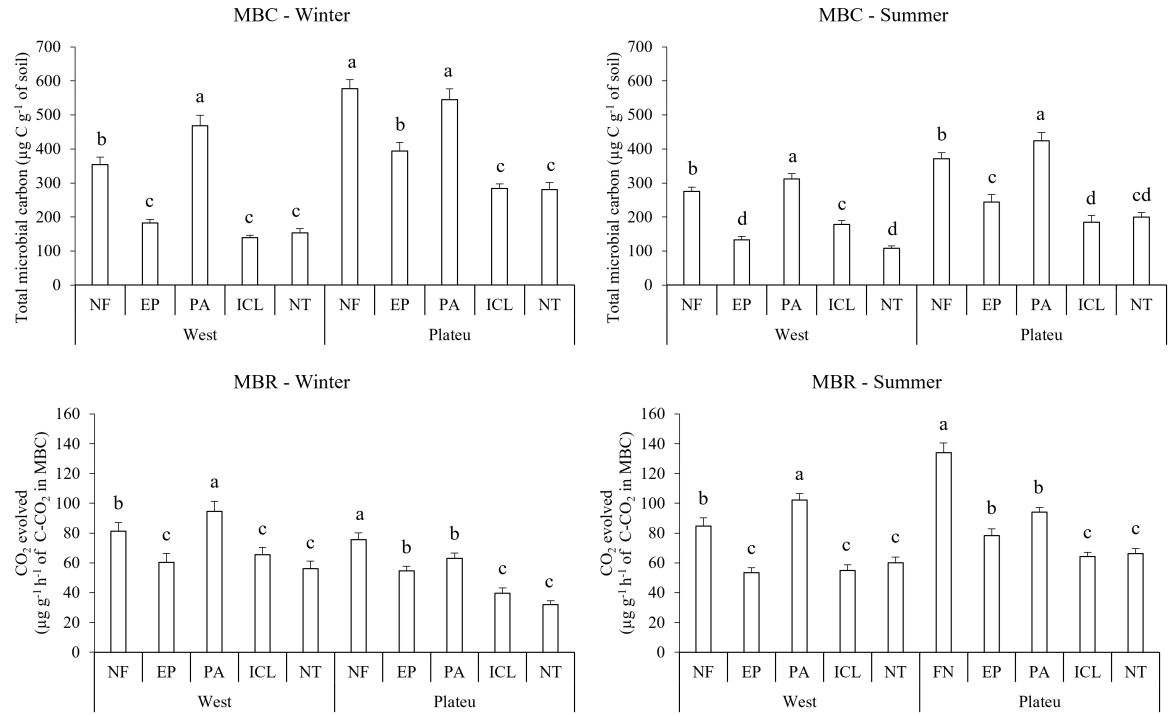 MBC - Winter
Total microbial carbon (µg C g⁻¹ of soil)
700
600
500
400
300
200
100
0
b
c
a
c
c
a
b
a
c
c
NF EP PA ICL NT NF EP PA ICL NT
West Plateu
MBC - Summer
Total microbial carbon (µg C g⁻¹ of soil)
700
600
500
400
300
200
100
0
b
d
a
c
d
b
c
a
d
cd
NF EP PA ICL NT NF EP PA ICL NT
West Plateu
MBR - Winter
CO₂ evolved
(µg g⁻¹ h⁻¹ of C-CO₂ in MBC)
160
140
120
100
80
60
40
20
0
b
c
a
c
c
a
b
b
c
c
NF EP PA ICL NT NF EP PA ICL NT
West Plateu
MBR - Summer
CO₂ evolved
(µg g⁻¹ h⁻¹ of C-CO₂ in MBC)
160
140
120
100
80
60
40
20
0
b
c
a
c
c
a
b
b
c
c
NF EP PA ICL NT FN EP PA ICL NT
West Plateu